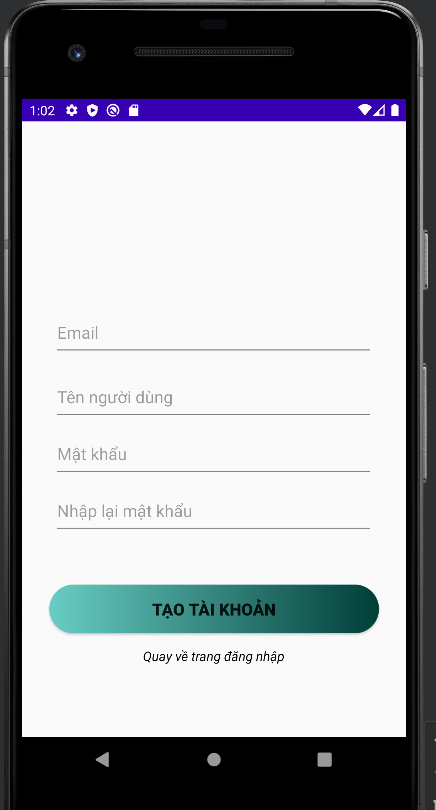 1:02
Email
Tên người dùng
Mật khẩu
Nhập lại mật khẩu
TẠO TÀI KHOẢN
Quay về trang đăng nhập